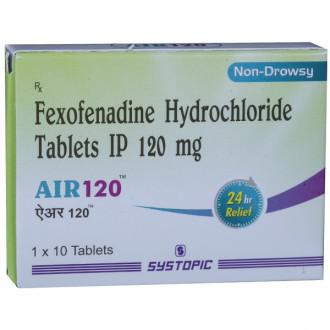 Non-Drowsy
Rx
Fexofenadine Hydrochloride
Tablets IP 120 mg
AIR120™
ऐअर 120™
24 hr
Relief
1 x 10 Tablets
S
SYSTOPIC